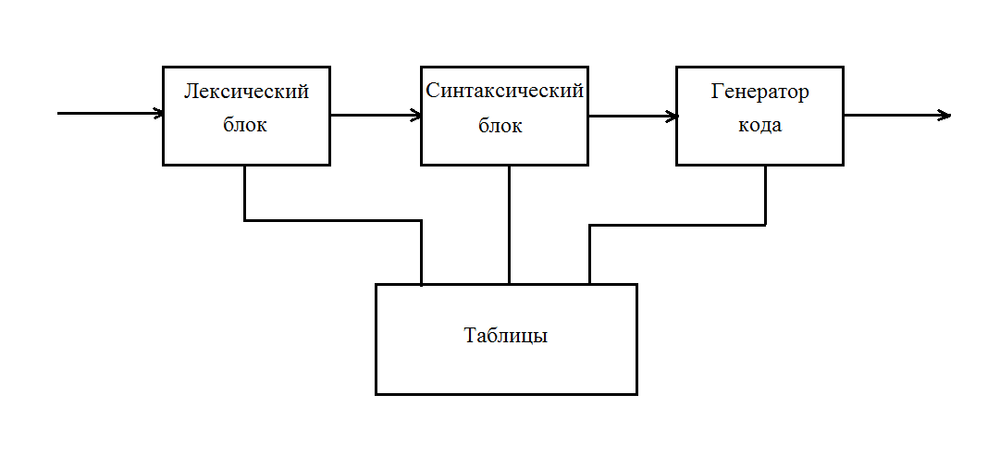 Лексический
блок
Синтаксический
блок
Генератор
кода
Таблицы